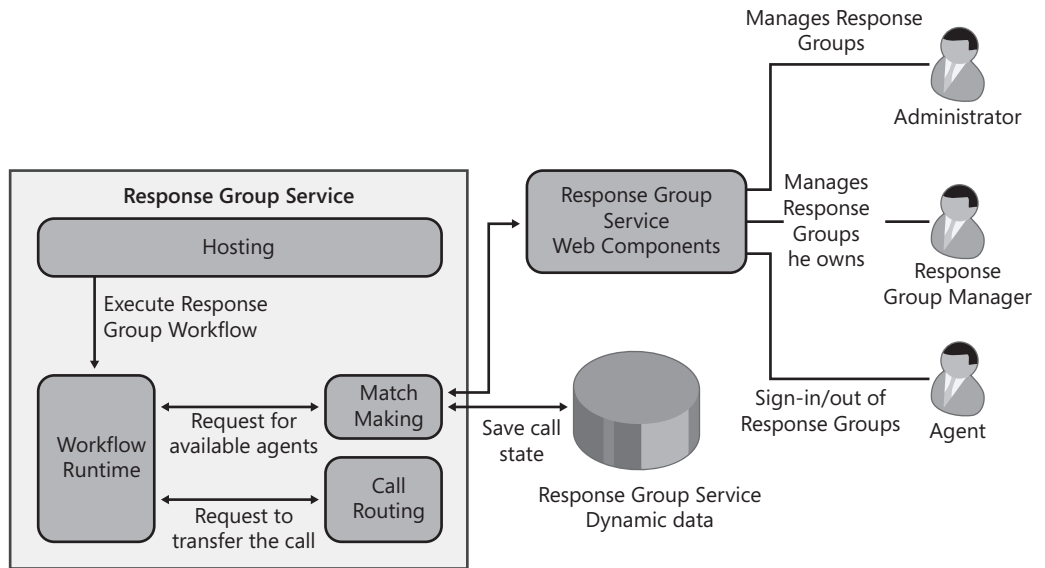 Manages Response
Groups
Administrator
Response Group Service
Hosting
Execute Response
Group Workflow
Workflow
Runtime
Request for
available agents
Match
Making
Request to
transfer the call
Call
Routing
Response Group
Service
Web Components
Save call
state
Response Group Service
Dynamic data
Manages
Response
Groups
he owns
Response
Group Manager
Sign-in/out of
Response Groups
Agent